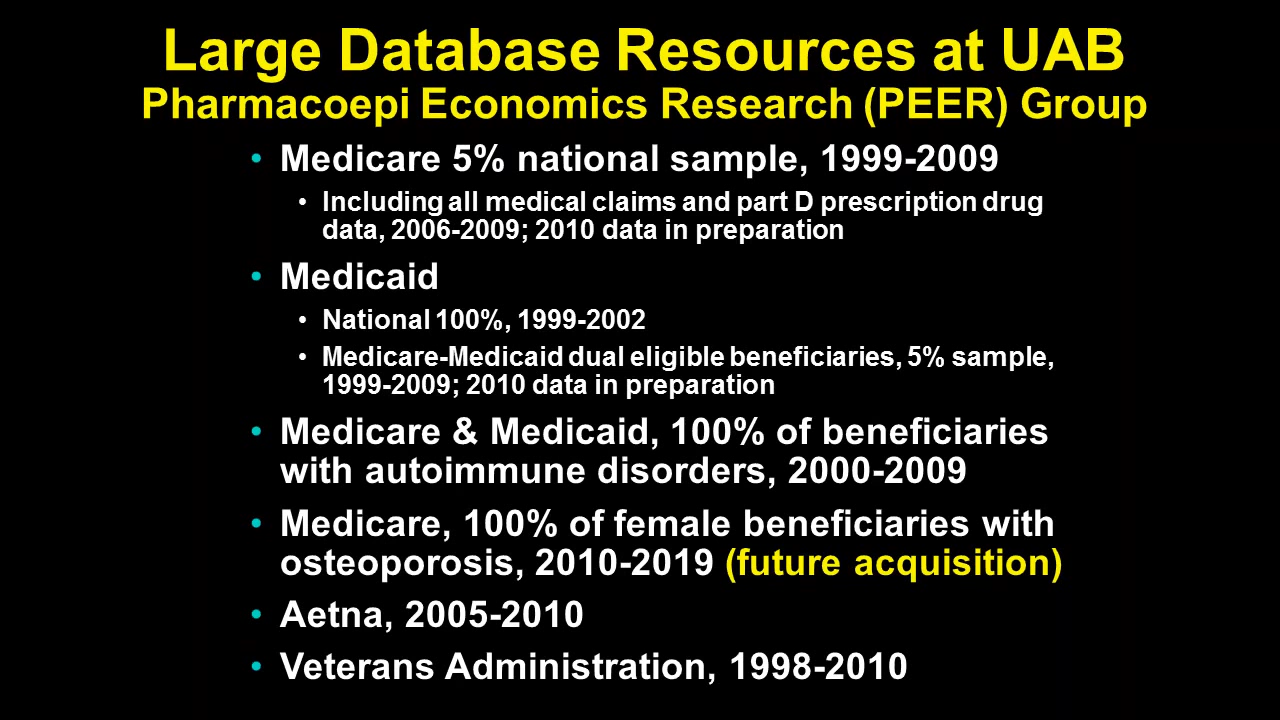 Large Database Resources at UAB
Pharmacoepi Economics Research (PEER) Group
• Medicare 5% national sample, 1999-2009
• Including all medical claims and part D prescription drug
data, 2006-2009; 2010 data in preparation
• Medicaid
• National 100%, 1999-2002
• Medicare-Medicaid dual eligible beneficiaries, 5% sample,
1999-2009; 2010 data in preparation
• Medicare & Medicaid, 100% of beneficiaries
with autoimmune disorders, 2000-2009
• Medicare, 100% of female beneficiaries with
osteoporosis, 2010-2019 (future acquisition)
• Aetna, 2005-2010
• Veterans Administration, 1998-2010